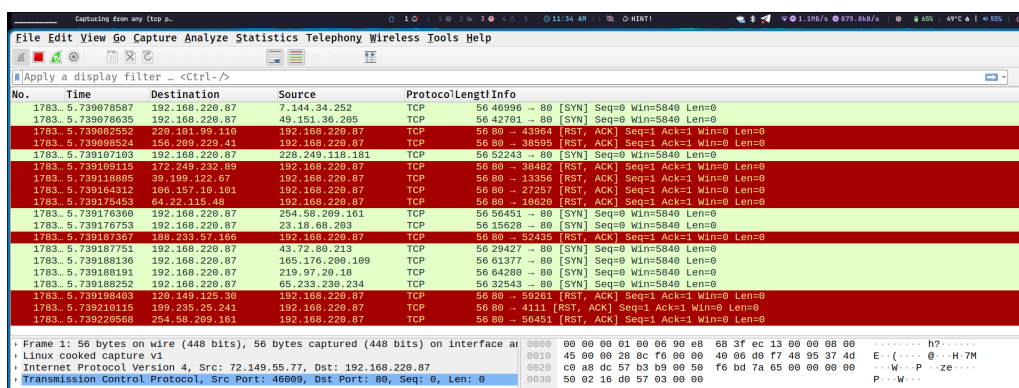 Capturing from any (tcp p… 0 1 1 0 2 3 0 4 5 11:34 AM HINT! 1.1MB/s 875.0kB/s 65% 49°C 55%
File Edit View Go Capture Analyze Statistics Telephony Wireless Tools Help
Apply a display filter … <Ctrl-/>
No. Time Destination Source Protocol Length Info
1783… 5.739078587 192.168.220.87 7.144.34.252 TCP 56 46996 → 80 [SYN] Seq=0 Win=5840 Len=0
1783… 5.739078635 192.168.220.87 49.151.36.205 TCP 56 42701 → 80 [SYN] Seq=0 Win=5840 Len=0
1783… 5.739082552 220.101.99.110 192.168.220.87 TCP 56 80 → 43964 [RST, ACK] Seq=1 Ack=1 Win=0 Len=0
1783… 5.739098524 156.209.229.41 192.168.220.87 TCP 56 80 → 38595 [RST, ACK] Seq=1 Ack=1 Win=0 Len=0
1783… 5.739107103 192.168.220.87 228.249.118.181 TCP 56 52243 → 80 [SYN] Seq=0 Win=5840 Len=0
1783… 5.739109115 172.249.232.89 192.168.220.87 TCP 56 80 → 38482 [RST, ACK] Seq=1 Ack=1 Win=0 Len=0
1783… 5.739118885 39.199.122.67 192.168.220.87 TCP 56 80 → 13356 [RST, ACK] Seq=1 Ack=1 Win=0 Len=0
1783… 5.739164312 106.157.10.101 192.168.220.87 TCP 56 80 → 27257 [RST, ACK] Seq=1 Ack=1 Win=0 Len=0
1783… 5.739175453 64.22.115.48 192.168.220.87 TCP 56 80 → 10620 [RST, ACK] Seq=1 Ack=1 Win=0 Len=0
1783… 5.739176360 192.168.220.87 254.58.209.161 TCP 56 56451 → 80 [SYN] Seq=0 Win=5840 Len=0
1783… 5.739176753 192.168.220.87 23.18.68.203 TCP 56 15628 → 80 [SYN] Seq=0 Win=5840 Len=0
1783… 5.739187367 188.233.57.166 192.168.220.87 TCP 56 80 → 52435 [RST, ACK] Seq=1 Ack=1 Win=0 Len=0
1783… 5.739187751 192.168.220.87 43.72.80.213 TCP 56 29427 → 80 [SYN] Seq=0 Win=5840 Len=0
1783… 5.739188136 192.168.220.87 165.176.200.109 TCP 56 61377 → 80 [SYN] Seq=0 Win=5840 Len=0
1783… 5.739188191 192.168.220.87 219.97.20.18 TCP 56 64280 → 80 [SYN] Seq=0 Win=5840 Len=0
1783… 5.739188252 192.168.220.87 65.233.230.234 TCP 56 32543 → 80 [SYN] Seq=0 Win=5840 Len=0
1783… 5.739198403 120.149.125.30 192.168.220.87 TCP 56 80 → 59261 [RST, ACK] Seq=1 Ack=1 Win=0 Len=0
1783… 5.739210115 199.235.25.241 192.168.220.87 TCP 56 80 → 4111 [RST, ACK] Seq=1 Ack=1 Win=0 Len=0
1783… 5.739220568 254.58.209.161 192.168.220.87 TCP 56 80 → 56451 [RST, ACK] Seq=1 Ack=1 Win=0 Len=0
Frame 1: 56 bytes on wire (448 bits), 56 bytes captured (448 bits) on interface an
Linux cooked capture v1
Internet Protocol Version 4, Src: 72.149.55.77, Dst: 192.168.220.87
Transmission Control Protocol, Src Port: 46009, Dst Port: 80, Seq: 0, Len: 0
0000 00 00 00 01 00 06 90 e8 68 3f ec 13 00 00 08 00 ········ h?······
0010 45 00 00 28 8c f6 00 00 40 06 d0 f7 48 95 37 4d E··(···· @···H·7M
0020 c0 a8 dc 57 b3 b9 00 50 f6 bd 7a 65 00 00 00 00 ···W···P ··ze····
0030 50 02 16 d0 57 03 00 00 P···W···